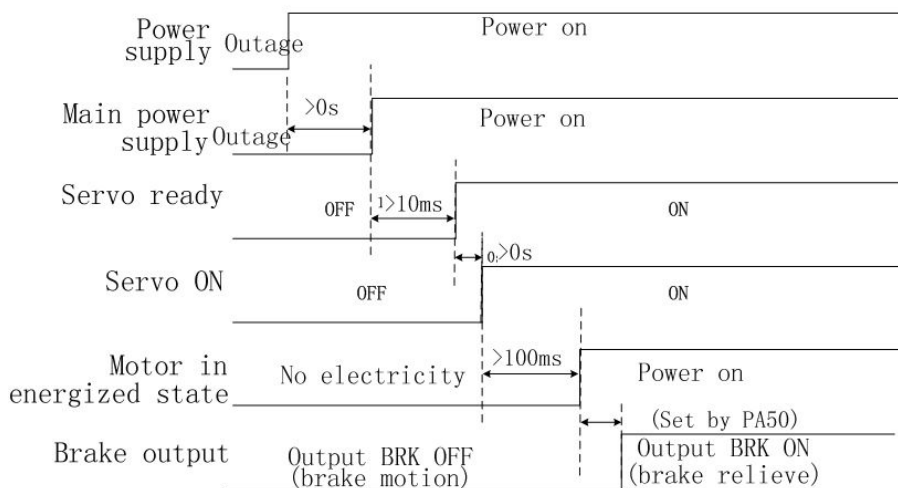 Power supply
Outage
Power on
>0s
Main power supply
Outage
Power on
Servo ready
OFF
1>10ms
ON
0:>0s
Servo ON
OFF
ON
Motor in energized state
No electricity
>100ms
Power on
(Set by PA50)
Brake output
Output BRK OFF
(brake motion)
Output BRK ON
(brake relieve)